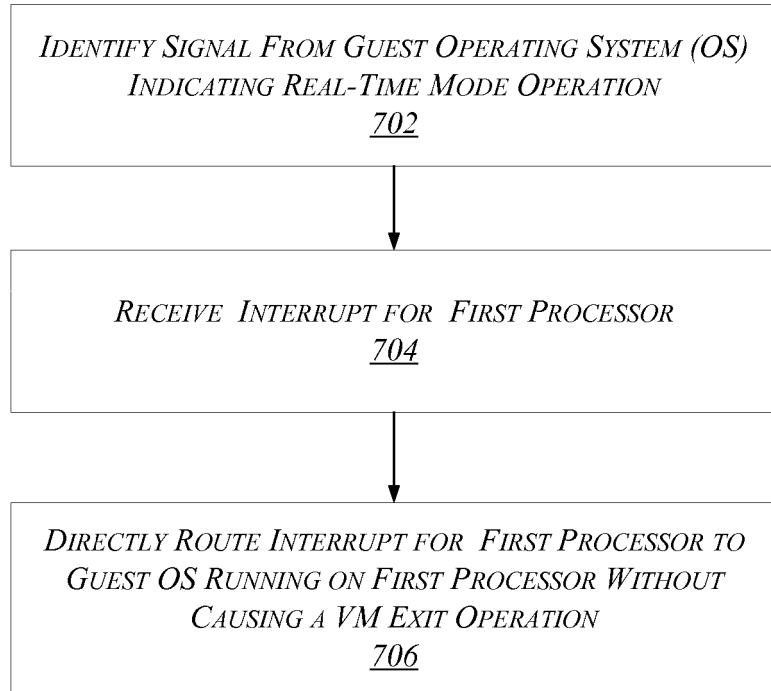 IDENTIFY SIGNAL FROM GUEST OPERATING SYSTEM (OS)
INDICATING REAL-TIME MODE OPERATION
702
RECEIVE INTERRUPT FOR FIRST PROCESSOR
704
DIRECTLY ROUTE INTERRUPT FOR FIRST PROCESSOR TO
GUEST OS RUNNING ON FIRST PROCESSOR WITHOUT
CAUSING A VM EXIT OPERATION
706